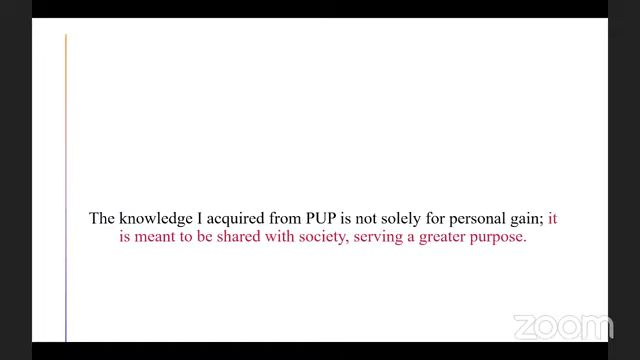 The knowledge I acquired from PUP is not solely for personal gain; it
is meant to be shared with society, serving a greater purpose.
zoom